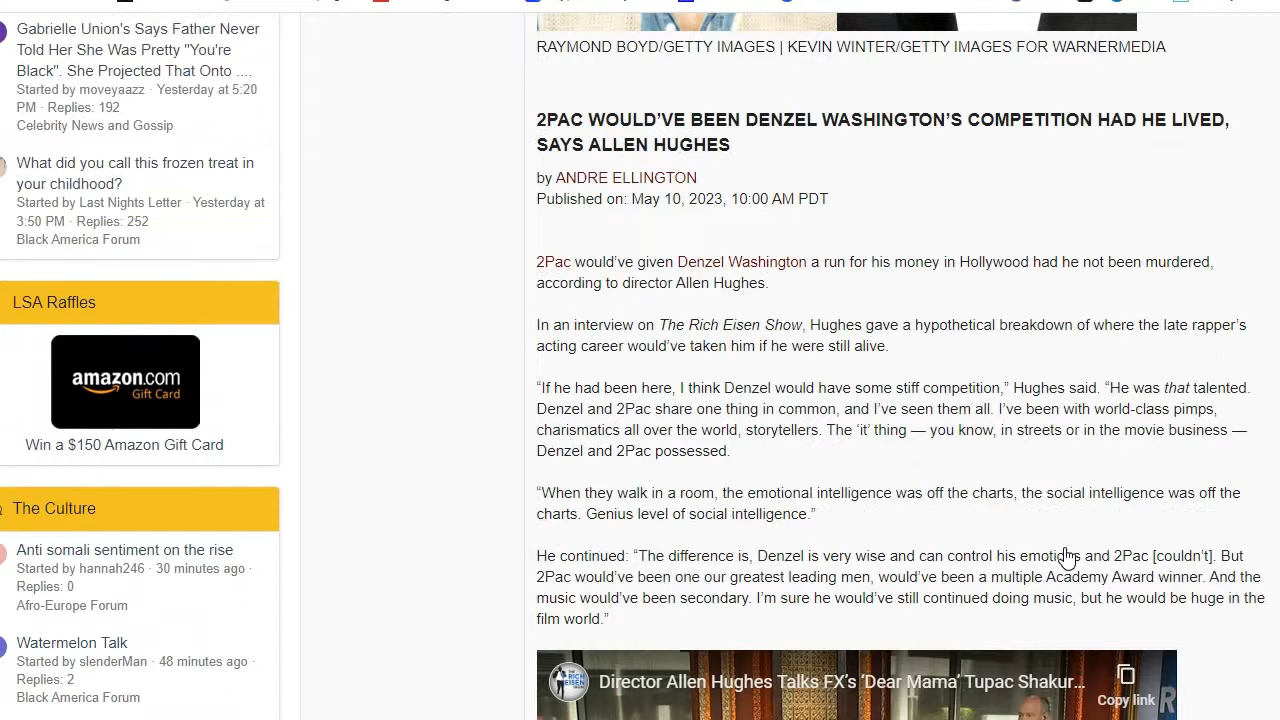 Gabrielle Union's Says Father Never
Told Her She Was Pretty "You're
Black". She Projected That Onto ....
Started by moveyaazz · Yesterday at 5:20
PM · Replies: 192
Celebrity News and Gossip
What did you call this frozen treat in
your childhood?
Started by Last Nights Letter · Yesterday at
3:50 PM · Replies: 252
Black America Forum
LSA Raffles
amazon.com
Gift Card
Win a $150 Amazon Gift Card
The Culture
Anti somali sentiment on the rise
Started by hannah246 · 30 minutes ago ·
Replies: 0
Afro-Europe Forum
Watermelon Talk
Started by slenderMan · 48 minutes ago ·
Replies: 2
Black America Forum
RAYMOND BOYD/GETTY IMAGES | KEVIN WINTER/GETTY IMAGES FOR WARNERMEDIA
2PAC WOULD’VE BEEN DENZEL WASHINGTON’S COMPETITION HAD HE LIVED,
SAYS ALLEN HUGHES
by ANDRE ELLINGTON
Published on: May 10, 2023, 10:00 AM PDT
2Pac would’ve given Denzel Washington a run for his money in Hollywood had he not been murdered,
according to director Allen Hughes.
In an interview on The Rich Eisen Show, Hughes gave a hypothetical breakdown of where the late rapper’s
acting career would’ve taken him if he were still alive.
“If he had been here, I think Denzel would have some stiff competition,” Hughes said. “He was that talented.
Denzel and 2Pac share one thing in common, and I’ve seen them all. I’ve been with world-class pimps,
charismatics all over the world, storytellers. The ‘it’ thing — you know, in streets or in the movie business —
Denzel and 2Pac possessed.
“When they walk in a room, the emotional intelligence was off the charts, the social intelligence was off the
charts. Genius level of social intelligence.”
He continued: “The difference is, Denzel is very wise and can control his emotions and 2Pac [couldn’t]. But
2Pac would’ve been one our greatest leading men, would’ve been a multiple Academy Award winner. And the
music would’ve been secondary. I’m sure he would’ve still continued doing music, but he would be huge in the
film world.”
Director Allen Hughes Talks FX’s ‘Dear Mama’ Tupac Shakur...
Copy link